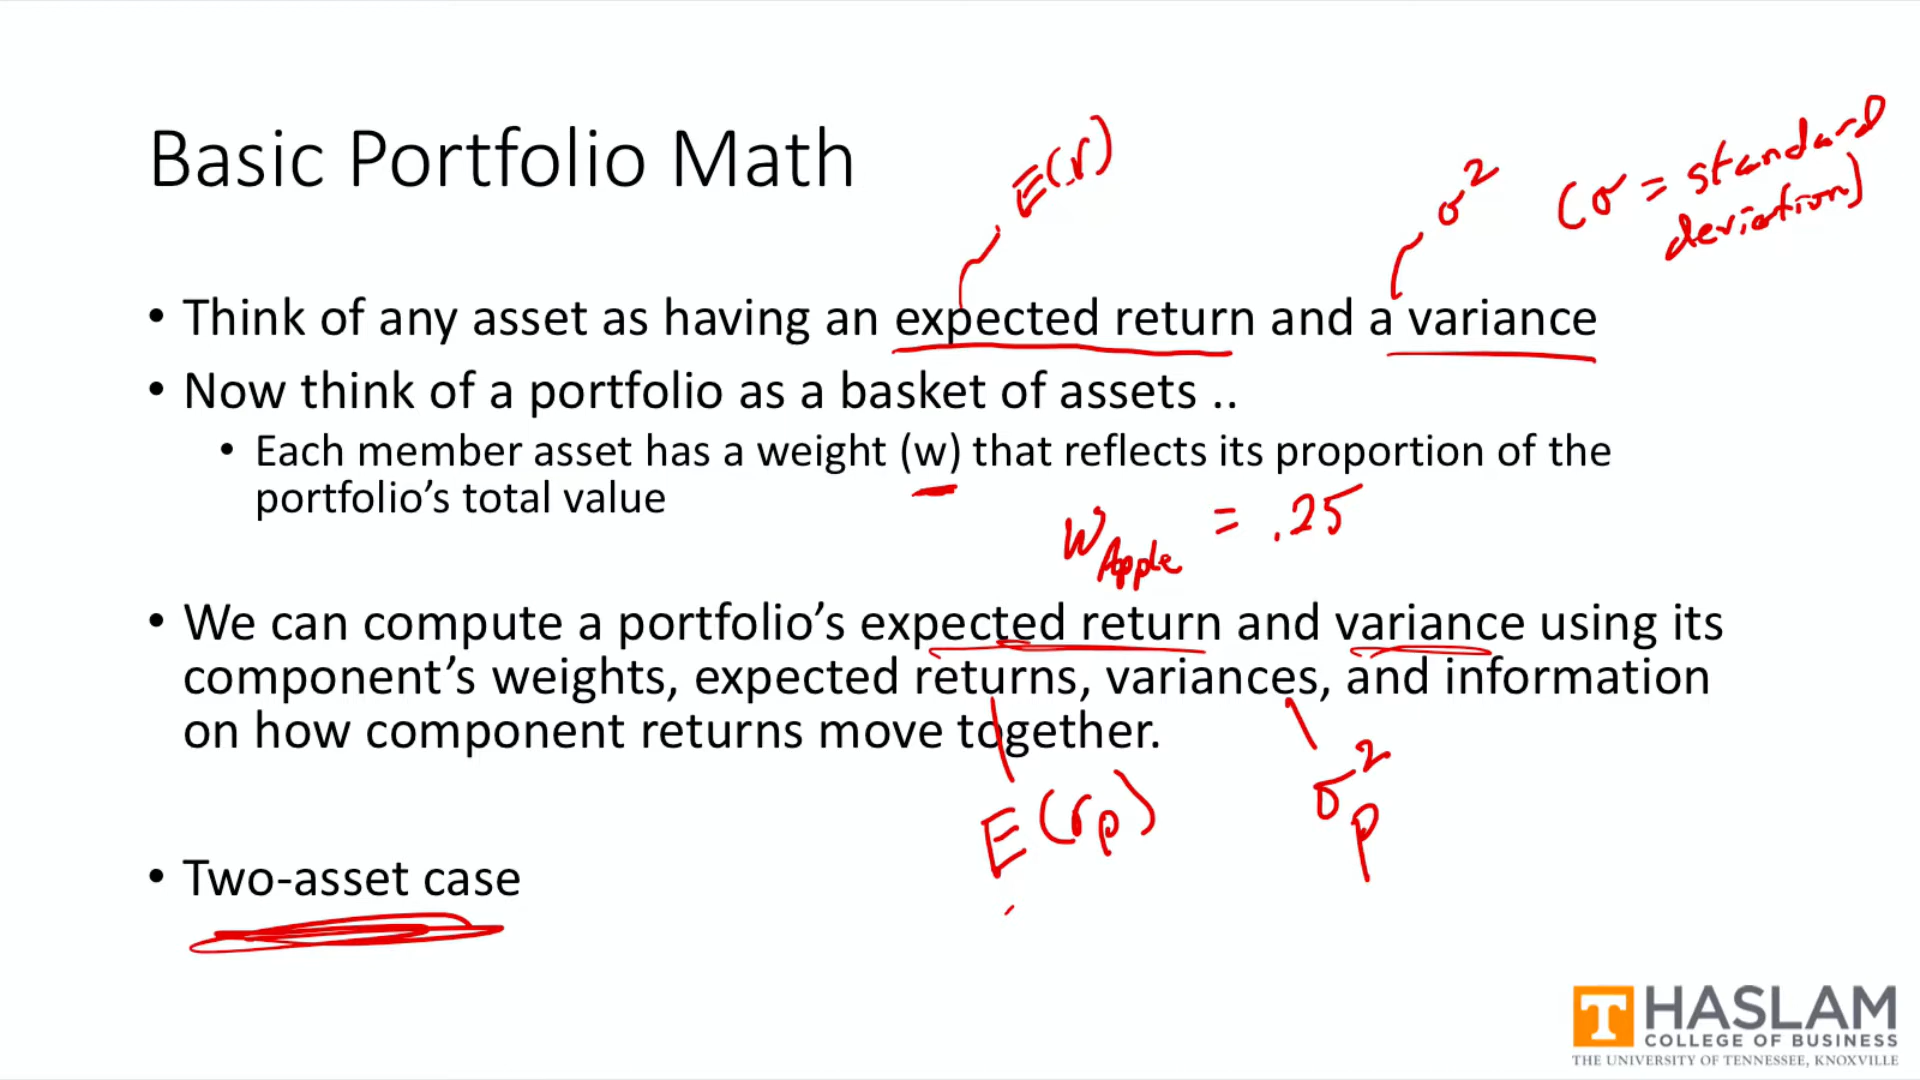 Basic Portfolio Math
E(r)
σ²
(σ = standard
deviation)
• Think of any asset as having an expected return and a variance
• Now think of a portfolio as a basket of assets ..
• Each member asset has a weight (w) that reflects its proportion of the
portfolio’s total value
w Apple = .25
• We can compute a portfolio’s expected return and variance using its
component’s weights, expected returns, variances, and information
on how component returns move together.
E(rp)
σ²p
• Two-asset case
T HASLAM
COLLEGE OF BUSINESS
THE UNIVERSITY OF TENNESSEE, KNOXVILLE